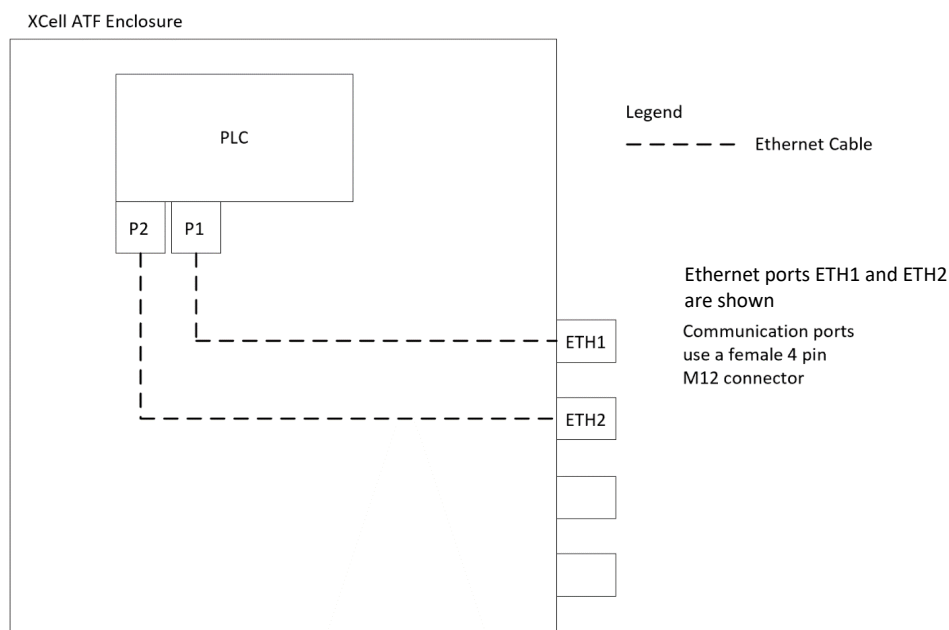 XCell ATF Enclosure
PLC
P2
P1
Legend
Ethernet Cable
Ethernet ports ETH1 and ETH2
are shown
Communication ports
use a female 4 pin
M12 connector
ETH1
ETH2